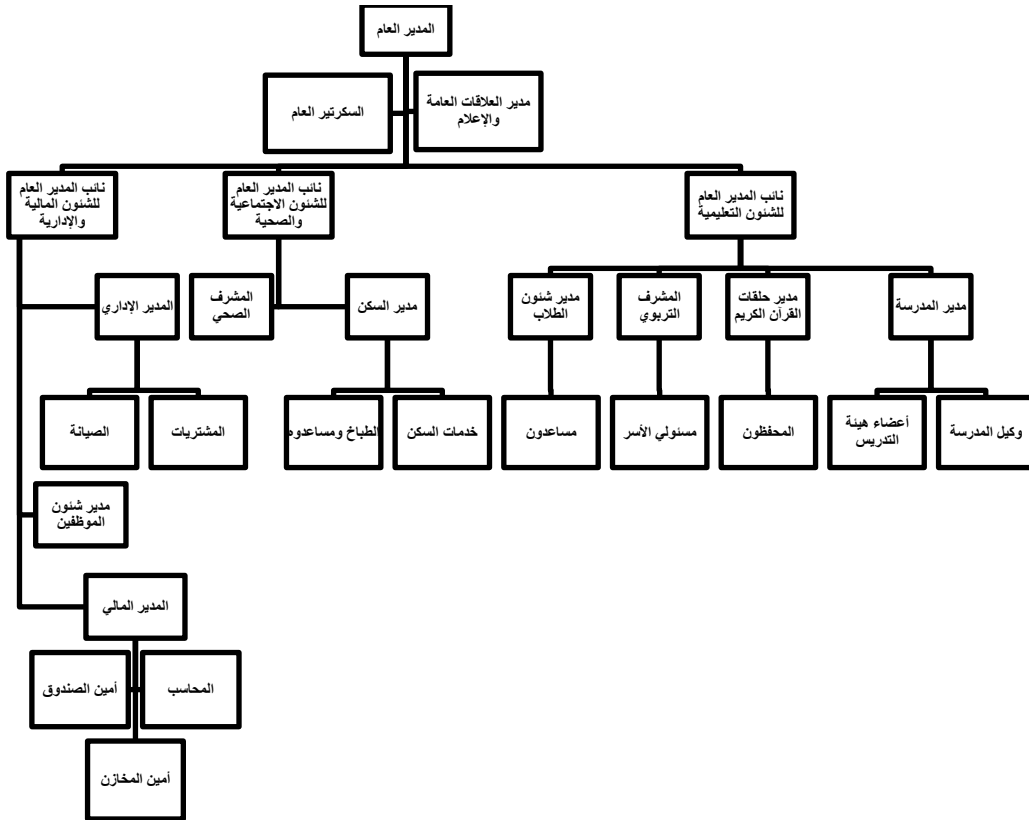 المدير العام
مدير العلاقات العامة
والإعلام
السكرتير العام
نائب المدير العام
للشئون التعليمية
نائب المدير العام
للشئون الاجتماعية
والصحية
نائب المدير العام
للشئون المالية
والإدارية
مدير المدرسة
مدير حلقات
القرآن الكريم
المشرف
التربوي
مدير شئون
الطلاب
مدير السكن
المشرف
الصحي
المدير الإداري
وكيل المدرسة
أعضاء هيئة
التدريس
المحفظون
مسئولي الأسر
مساعدون
خدمات السكن
الطباخ ومساعدوه
المشتريات
الصيانة
مدير شئون
الموظفين
المدير المالي
المحاسب
أمين الصندوق
أمين المخازن